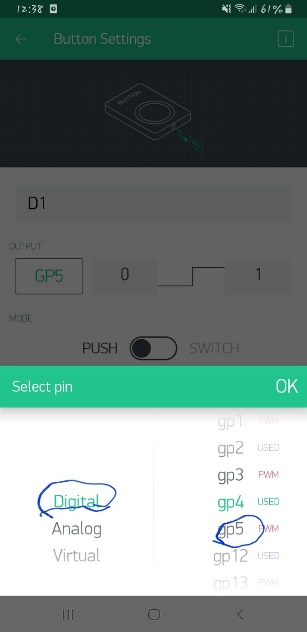 12:38 61%
Button Settings
BUTTON
D1
OUTPUT
GP5 0 1
MODE
PUSH SWITCH
Select pin OK
gp1 PWM
gp2 USED
gp3 PWM
Digital gp4 USED
Analog gp5 PWM
Virtual gp12 USED
gp13 PWM